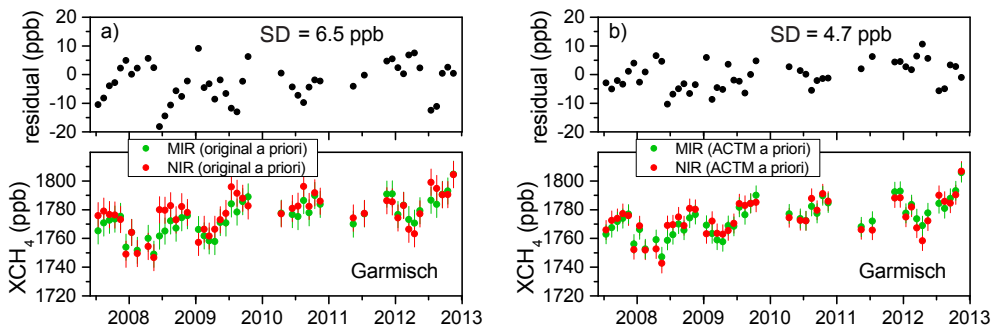 a)
SD = 6.5 ppb
residual (ppb)
20
10
0
-10
-20
MIR (original a priori)
NIR (original a priori)
XCH4 (ppb)
1800
1780
1760
1740
1720
Garmisch
2008 2009 2010 2011 2012 2013
b)
SD = 4.7 ppb
residual (ppb)
20
10
0
-10
-20
MIR (ACTM a priori)
NIR (ACTM a priori)
XCH4 (ppb)
1800
1780
1760
1740
1720
Garmisch
2008 2009 2010 2011 2012 2013